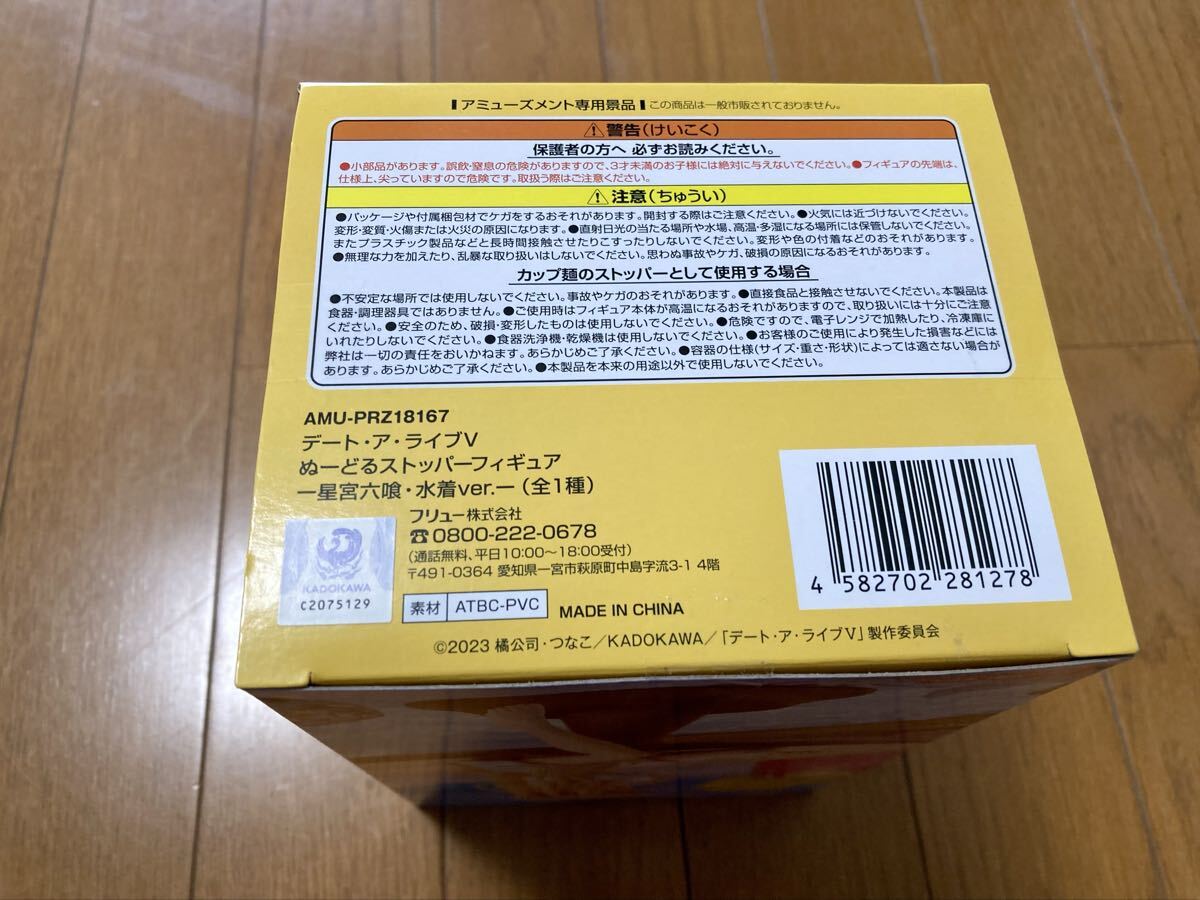 アミューズメント専用景品 この商品は一般市販されておりません。
⚠警告(けいこく)
保護者の方へ 必ずお読みください。
●小部品があります。誤飲・窒息の危険がありますので、3才未満のお子様には絶対に与えないでください。●フィギュアの先端は、
仕様上、尖っていますので危険です。取扱う際はご注意ください。
⚠注意(ちゅうい)
●パッケージや付属梱包材でケガをするおそれがあります。開封する際はご注意ください。●火気には近づけないでください。
変形・変質・火傷または火災の原因になります。●直射日光の当たる場所や水場、高温・多湿になる場所には保管しないでください。
またプラスチック製品などと長時間接触させたりこすったりしないでください。変形や色の付着などのおそれがあります。
●無理な力を加えたり、乱暴な取り扱いはしないでください。思わぬ事故やケガ、破損の原因になるおそれがあります。
カップ麺のストッパーとして使用する場合
●不安定な場所では使用しないでください。事故やケガのおそれがあります。●直接食品と接触させないでください。本製品は
食器・調理器具ではありません。●ご使用時はフィギュア本体が高温になるおそれがありますので、取り扱いには十分にご注意
ください。●安全のため、破損・変形したものは使用しないでください。●危険ですので、電子レンジで加熱したり、冷凍庫に
いれたりしないでください。●食器洗浄機・乾燥機は使用しないでください。●お客様のご使用により発生した損害などには
弊社は一切の責任をおいかねます。あらかじめご了承ください。●容器の仕様(サイズ・重さ・形状)によっては適さない場合が
あります。あらかじめご了承ください。●本製品を本来の用途以外で使用しないでください。
AMU-PRZ18167
デート・ア・ライブV
ぬーどるストッパーフィギュア
ー星宮六喰・水着ver.ー(全1種)
フリュー株式会社
☎0800-222-0678
(通話無料、平日10:00〜18:00受付)
〒491-0364 愛知県一宮市萩原町中島字流3-1 4階
KADOKAWA
C2075129
素材 ATBC-PVC MADE IN CHINA
4 582702 281278
©2023 橘公司・つなこ/KADOKAWA/「デート・ア・ライブV」製作委員会